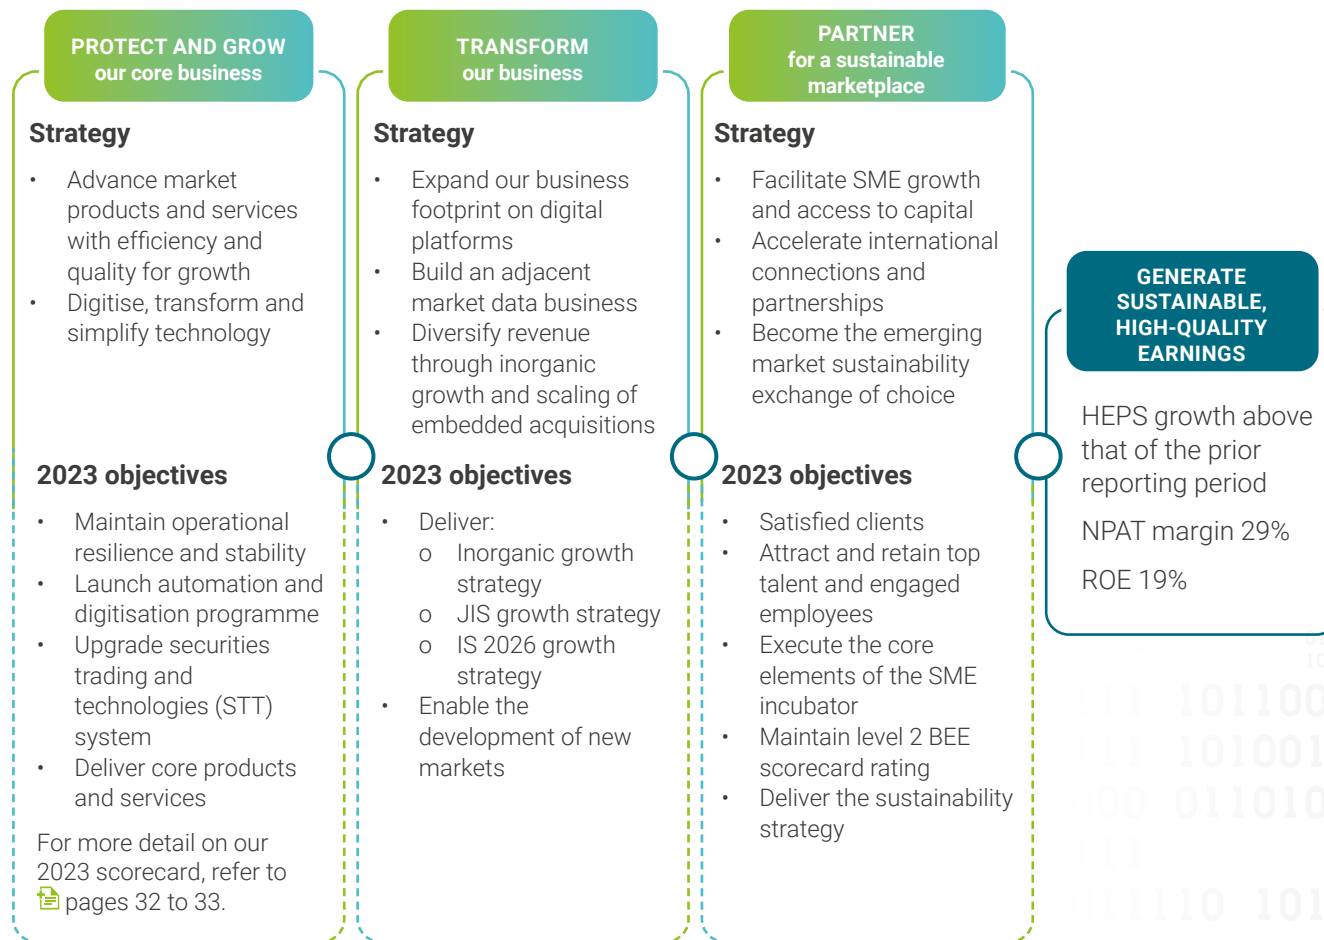 PROTECT AND GROW
our core business
Strategy
• Advance market
products and services
with efficiency and
quality for growth
• Digitise, transform and
simplify technology
2023 objectives
• Maintain operational
resilience and stability
• Launch automation and
digitisation programme
• Upgrade securities
trading and
technologies (STT)
system
• Deliver core products
and services
For more detail on our
2023 scorecard, refer to
pages 32 to 33.
TRANSFORM
our business
Strategy
• Expand our business
footprint on digital
platforms
• Build an adjacent
market data business
• Diversify revenue
through inorganic
growth and scaling of
embedded acquisitions
2023 objectives
• Deliver:
o Inorganic growth
strategy
o JIS growth strategy
o IS 2026 growth
strategy
• Enable the
development of new
markets
PARTNER
for a sustainable
marketplace
Strategy
• Facilitate SME growth
and access to capital
• Accelerate international
connections and
partnerships
• Become the emerging
market sustainability
exchange of choice
2023 objectives
• Satisfied clients
• Attract and retain top
talent and engaged
employees
• Execute the core
elements of the SME
incubator
• Maintain level 2 BEE
scorecard rating
• Deliver the sustainability
strategy
GENERATE
SUSTAINABLE,
HIGH-QUALITY
EARNINGS
HEPS growth above
that of the prior
reporting period
NPAT margin 29%
ROE 19%
111 101100
111 101001
000 011010
111
011110 101